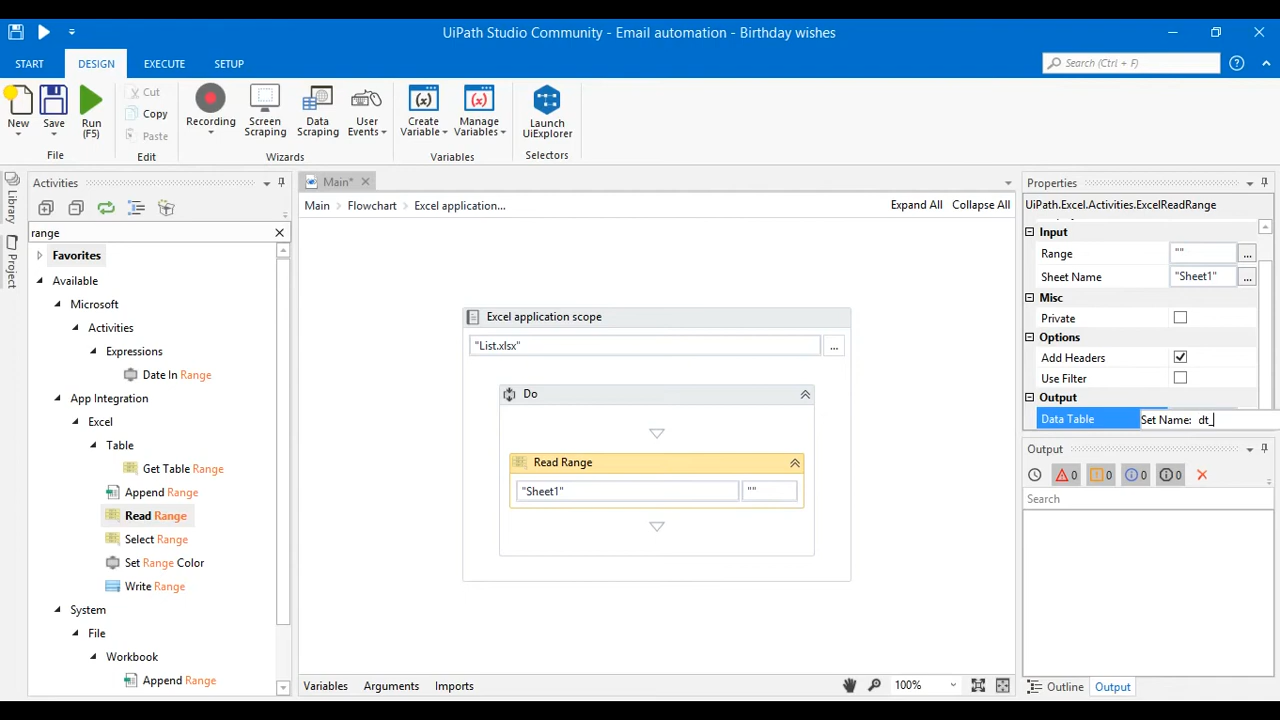 UiPath Studio Community - Email automation - Birthday wishes
START DESIGN EXECUTE SETUP
Search (Ctrl + F)
New
Save
Run
(F5)
Cut
Copy
Paste
Recording
Screen
Scraping
Data
Scraping
User
Events
Create
Variable
Manage
Variables
Launch
UiExplorer
File
Edit
Wizards
Variables
Selectors
Library
Project
Activities
range
Favorites
Available
Microsoft
Activities
Expressions
Date In Range
App Integration
Excel
Table
Get Table Range
Append Range
Read Range
Select Range
Set Range Color
Write Range
System
File
Workbook
Append Range
Main*
Main > Flowchart > Excel application...
Expand All Collapse All
Excel application scope
"List.xlsx"
...
Do
Read Range
"Sheet1"
""
Variables Arguments Imports
100%
Properties
UiPath.Excel.Activities.ExcelReadRange
Input
Range "" ...
Sheet Name "Sheet1" ...
Misc
Private
Options
Add Headers
Use Filter
Output
Data Table Set Name: dt_
Output
0 0 0 0
Search
Outline Output